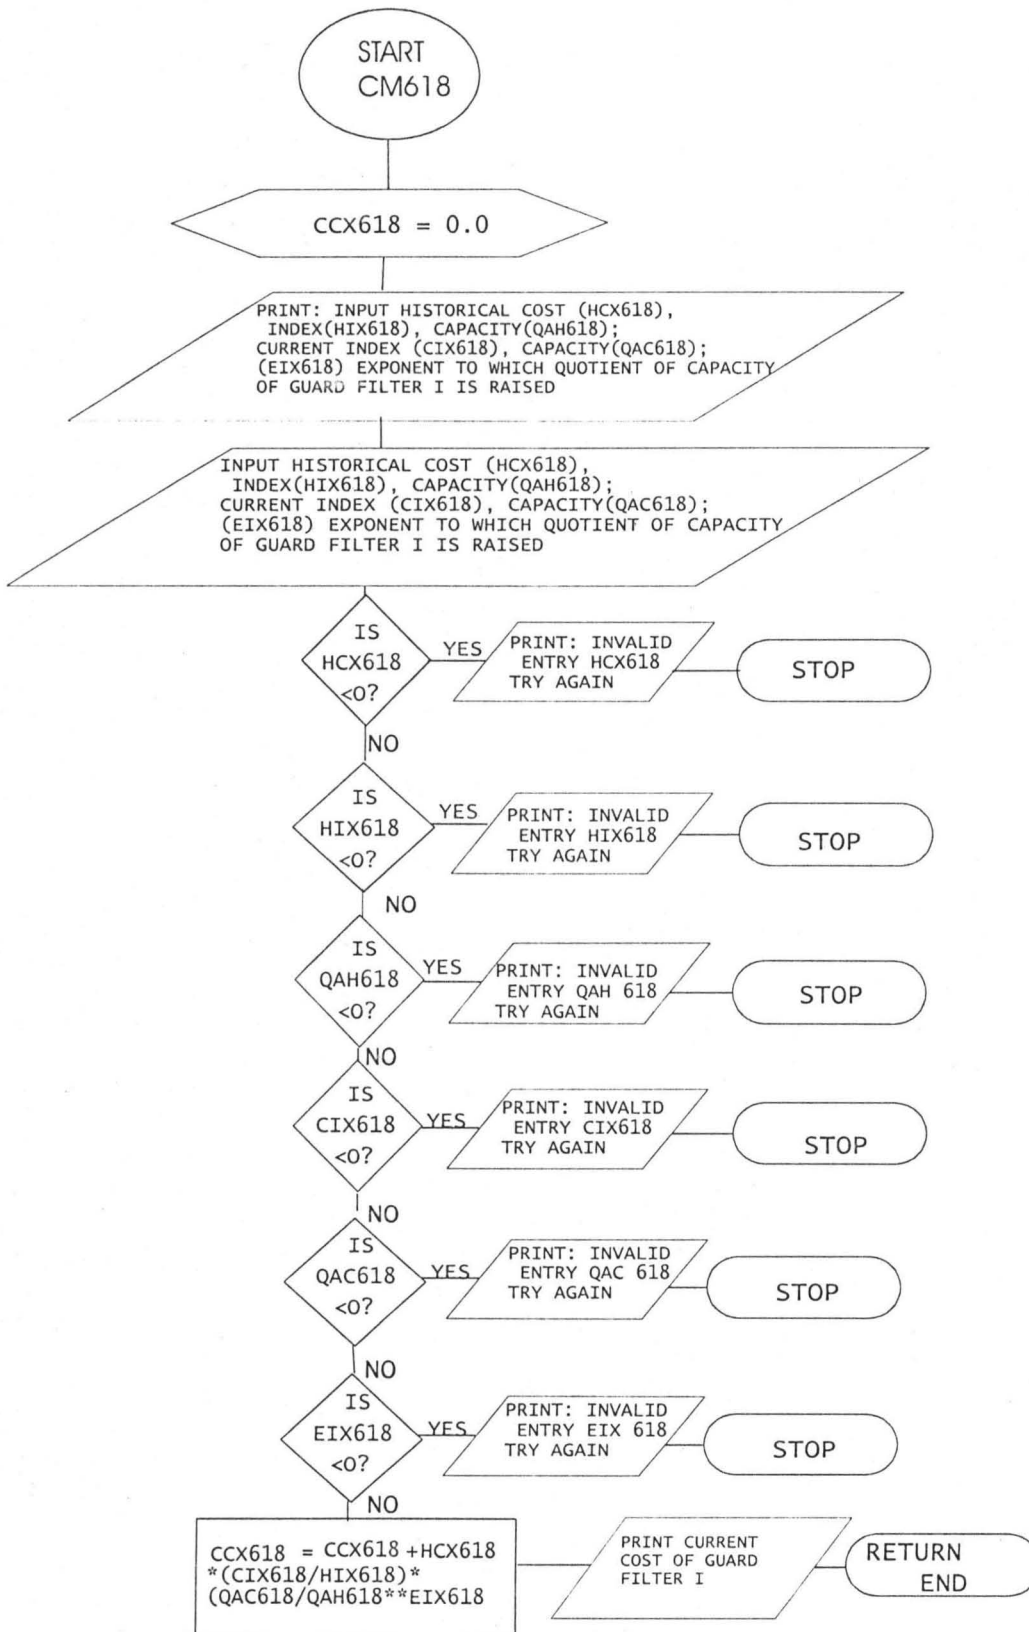 START
CM618
CCX618 = 0.0
PRINT: INPUT HISTORICAL COST (HCX618),
INDEX(HIX618), CAPACITY(QAH618);
CURRENT INDEX (CIX618), CAPACITY(QAC618);
(EIX618) EXPONENT TO WHICH QUOTIENT OF CAPACITY
OF GUARD FILTER I IS RAISED
INPUT HISTORICAL COST (HCX618),
INDEX(HIX618), CAPACITY(QAH618);
CURRENT INDEX (CIX618), CAPACITY(QAC618);
(EIX618) EXPONENT TO WHICH QUOTIENT OF CAPACITY
OF GUARD FILTER I IS RAISED
IS
HCX618
<0?
YES
PRINT: INVALID
ENTRY HCX618
TRY AGAIN
STOP
NO
IS
HIX618
<0?
YES
PRINT: INVALID
ENTRY HIX618
TRY AGAIN
STOP
NO
IS
QAH618
<0?
YES
PRINT: INVALID
ENTRY QAH 618
TRY AGAIN
STOP
NO
IS
CIX618
<0?
YES
PRINT: INVALID
ENTRY CIX618
TRY AGAIN
STOP
NO
IS
QAC618
<0?
YES
PRINT: INVALID
ENTRY QAC 618
TRY AGAIN
STOP
NO
IS
EIX618
<0?
YES
PRINT: INVALID
ENTRY EIX 618
TRY AGAIN
STOP
NO
CCX618 = CCX618 +HCX618
*(CIX618/HIX618)*
(QAC618/QAH618**EIX618
PRINT CURRENT
COST OF GUARD
FILTER I
RETURN
END